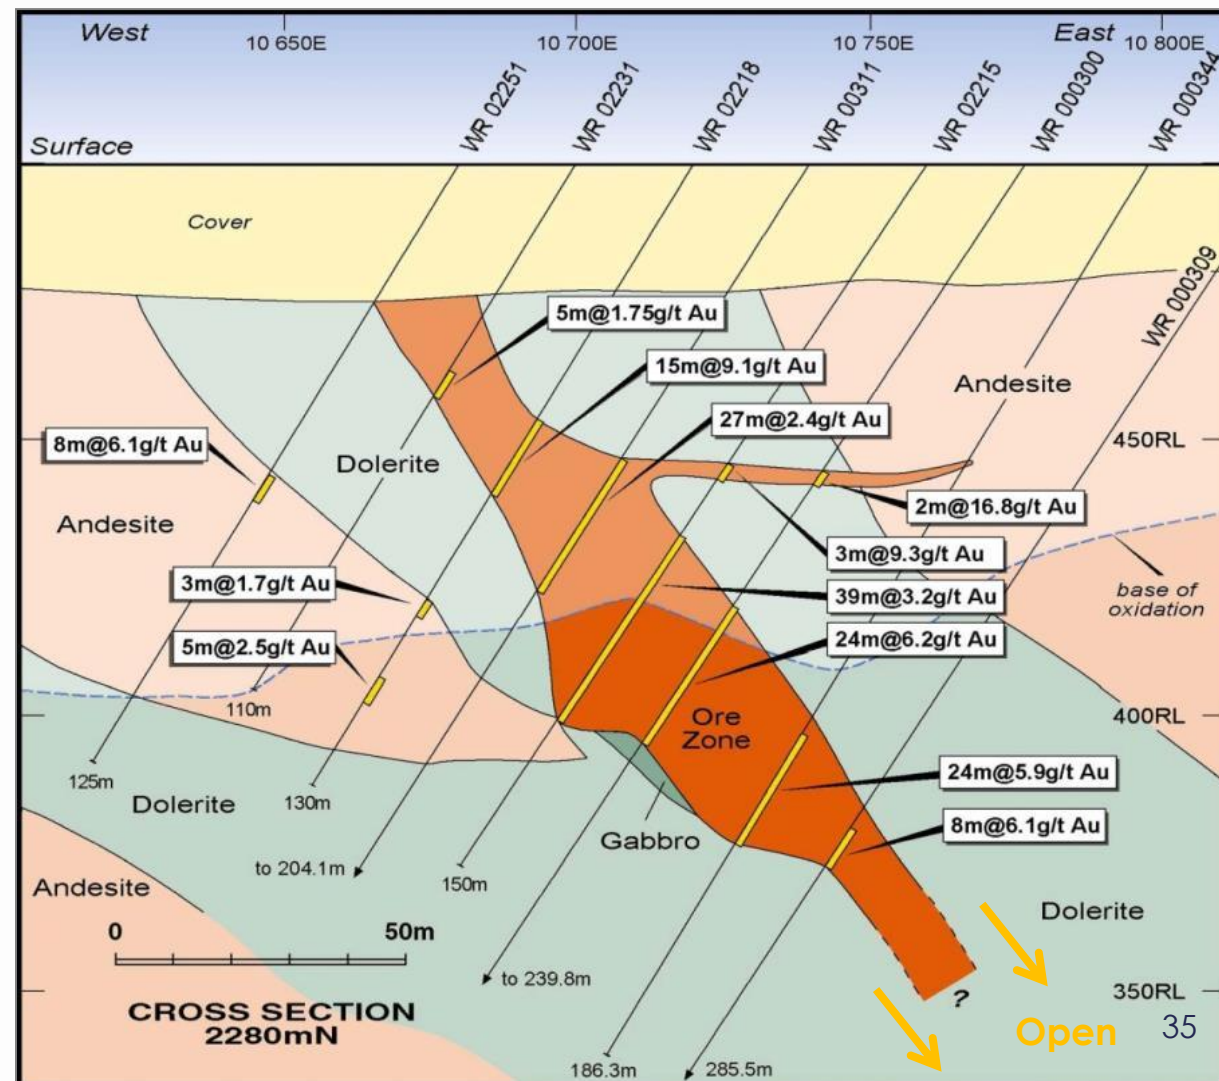 West
East
10 650E
10 700E
10 750E
10 800E
WR 02251
WR 02231
WR 02218
WR 00311
WR 02215
WR 000300
WR 000344
Surface
Cover
WR 000309
5m@1.75g/t Au
15m@9.1g/t Au
Andesite
27m@2.4g/t Au
8m@6.1g/t Au
450RL
Dolerite
2m@16.8g/t Au
Andesite
3m@9.3g/t Au
3m@1.7g/t Au
base of
oxidation
39m@3.2g/t Au
5m@2.5g/t Au
24m@6.2g/t Au
110m
Ore
Zone
400RL
125m
130m
Dolerite
24m@5.9g/t Au
Gabbro
8m@6.1g/t Au
to 204.1m
150m
Andesite
Dolerite
0
50m
to 239.8m
CROSS SECTION
2280mN
?
350RL
Open
35
186.3m
285.5m